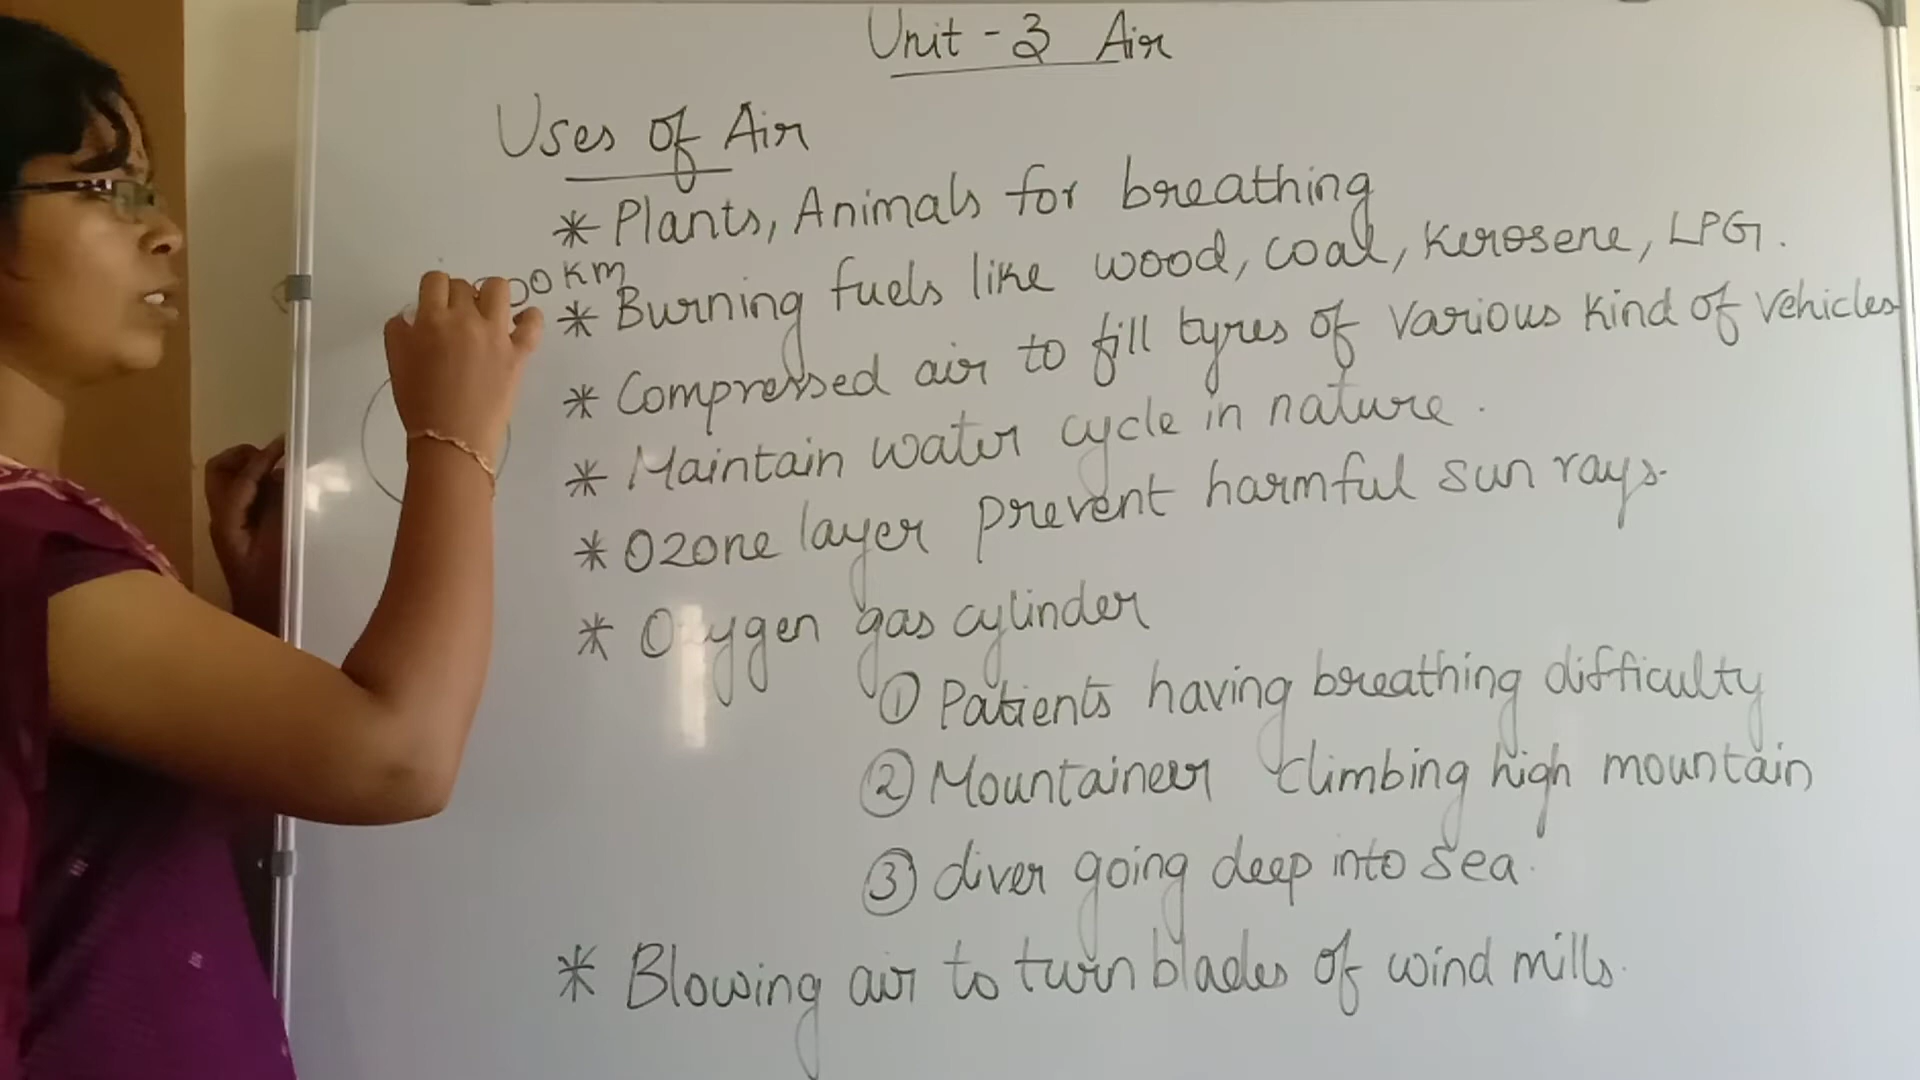 Unit - 3 Air
Uses of Air
* Plants, Animals for breathing
KM
* Burning fuels like wood, coal, Kerosene, LPG.
* Compressed air to fill tyres of various kind of vehicles
* Maintain water cycle in nature.
* Ozone layer prevent harmful sun rays.
* Oxygen gas cylinder
① Patients having breathing difficulty
② Mountaineer climbing high mountain
③ diver going deep into sea.
* Blowing air to turn blades of wind mills.